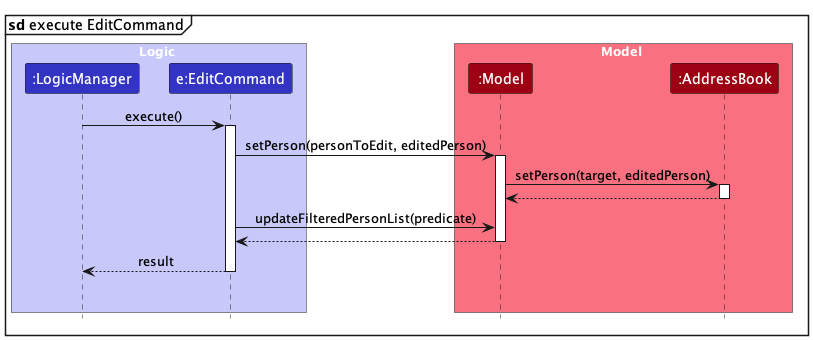 sd execute EditCommand
Logic
Model
:LogicManager
e:EditCommand
:Model
:AddressBook
execute()
setPerson(personToEdit, editedPerson)
setPerson(target, editedPerson)
updateFilteredPersonList(predicate)
result